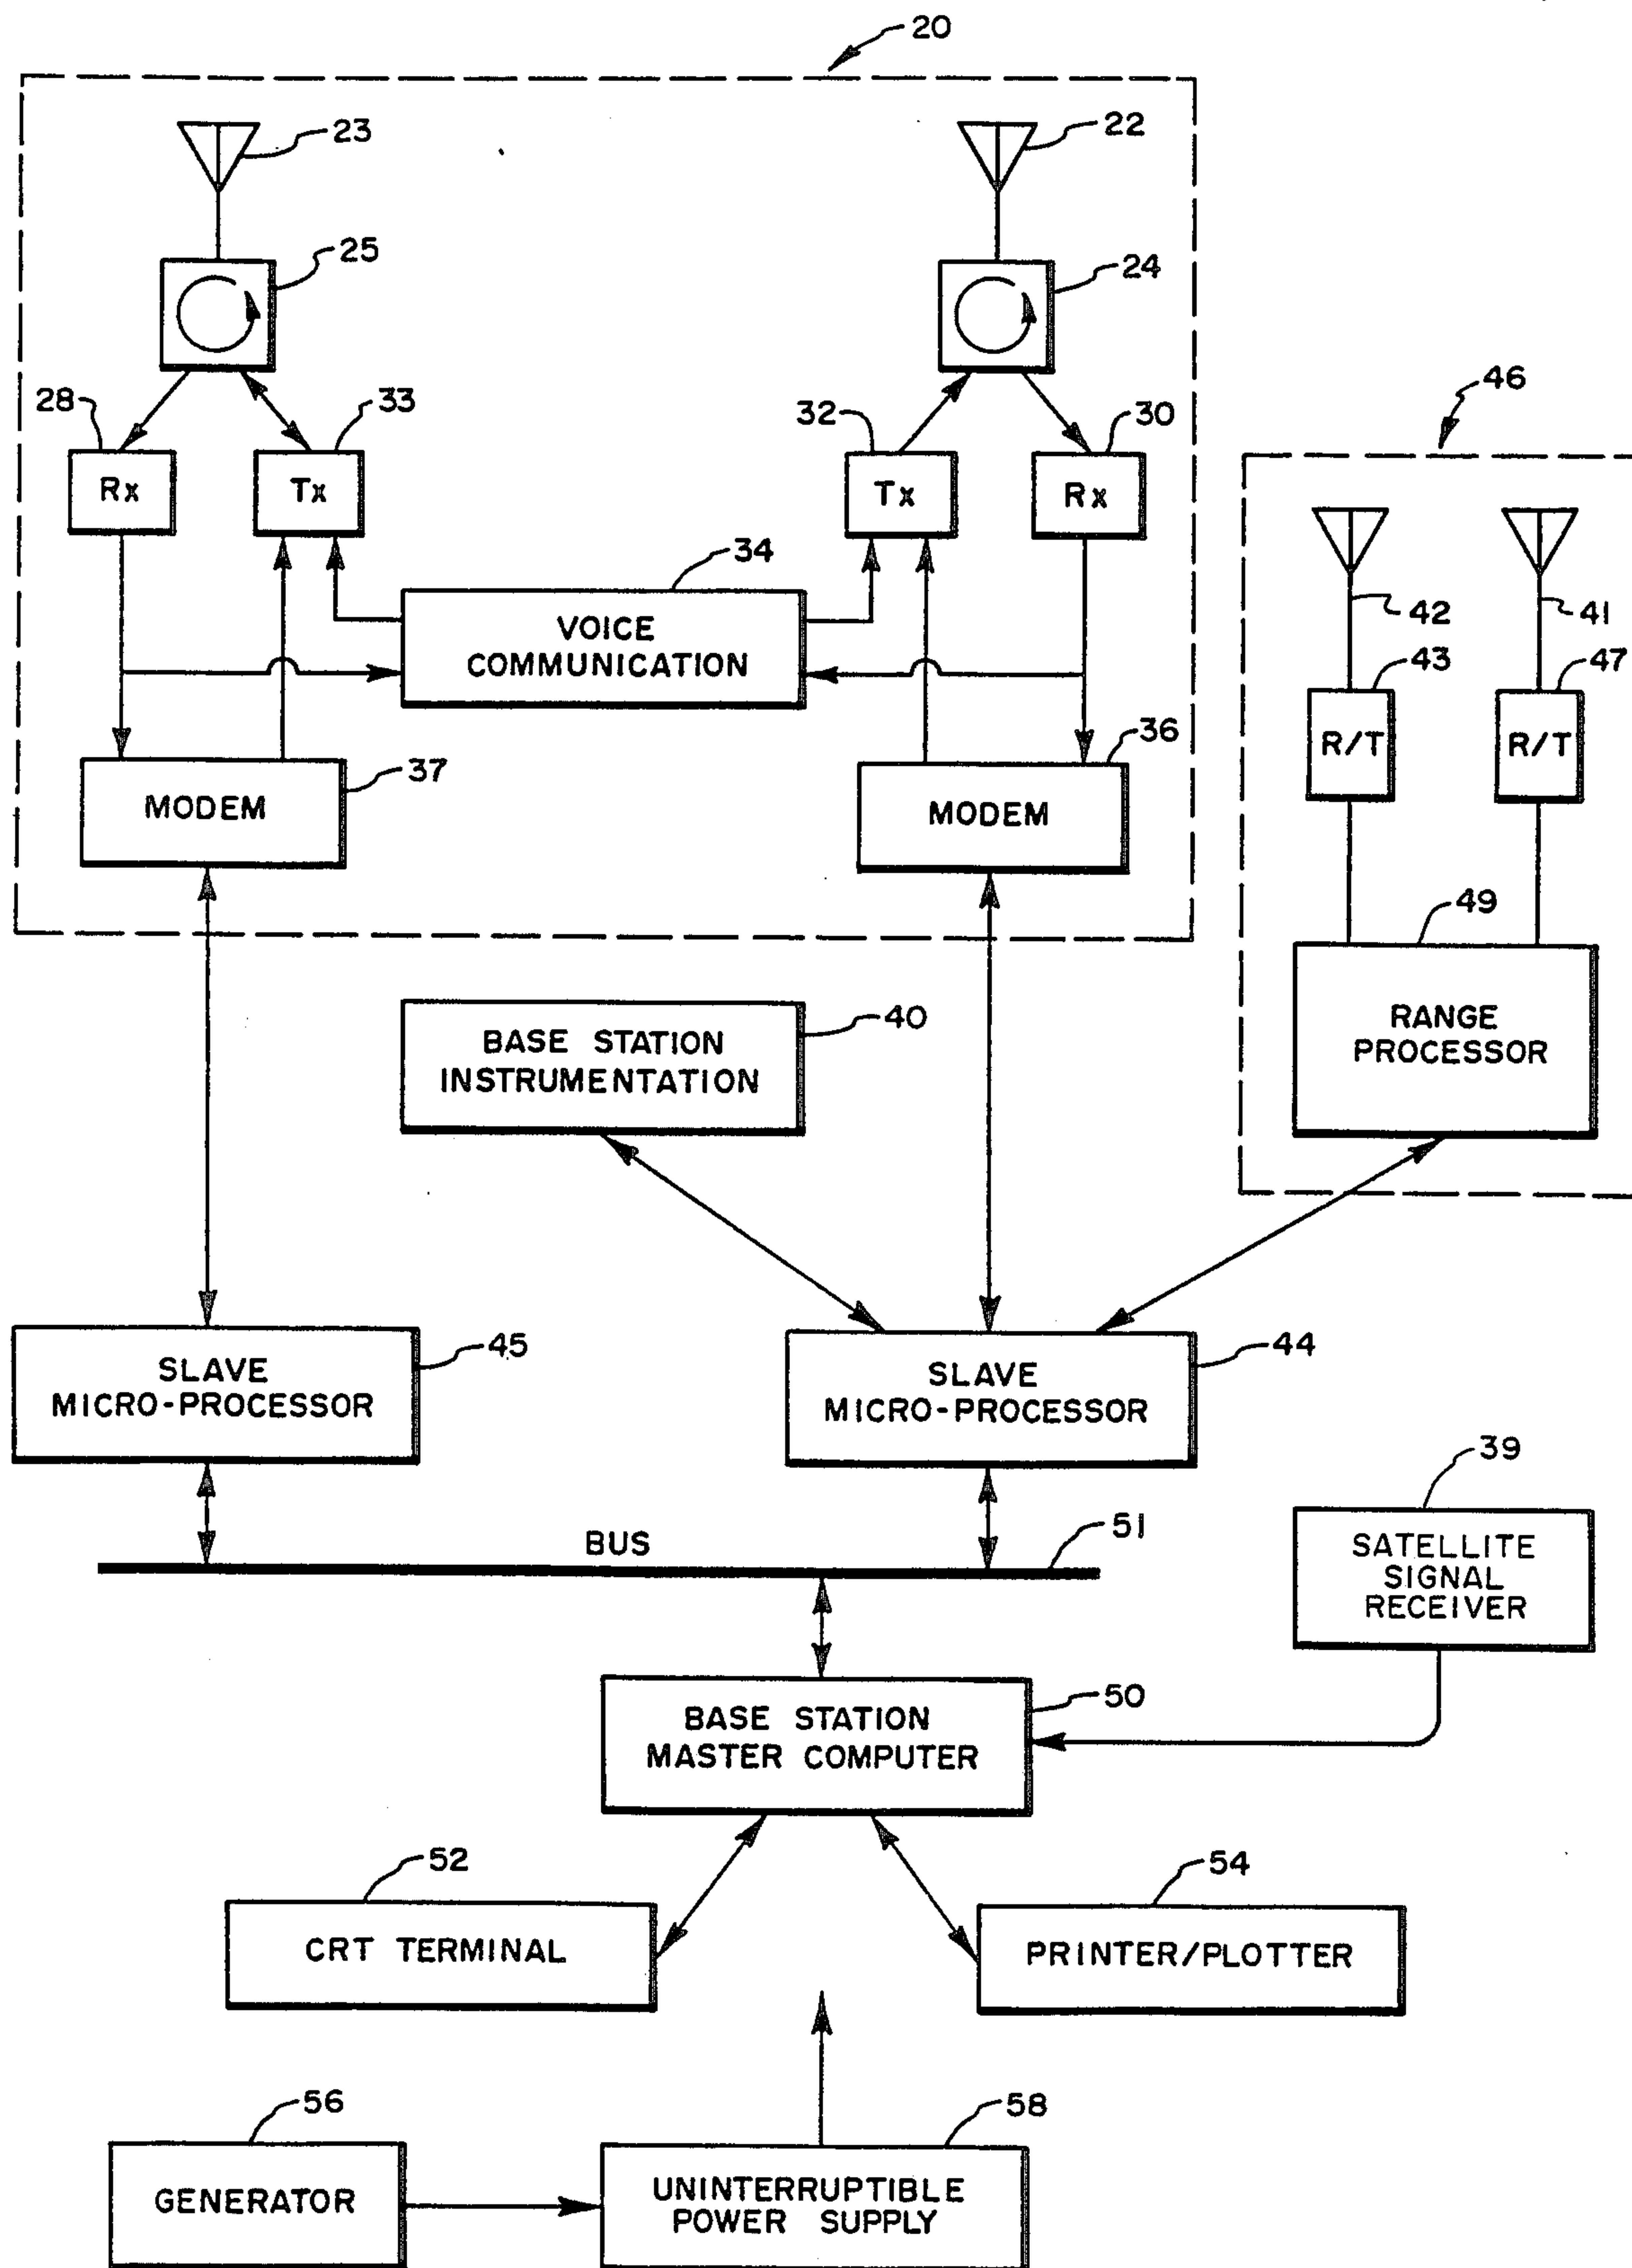 20
23
22
25
24
28
33
32
30
46
Rx
Tx
Tx
Rx
34
VOICE
COMMUNICATION
42
41
43
47
R/T
R/T
37
36
MODEM
MODEM
49
RANGE
PROCESSOR
40
BASE STATION
INSTRUMENTATION
45
44
SLAVE
MICRO-PROCESSOR
SLAVE
MICRO-PROCESSOR
39
SATELLITE
SIGNAL
RECEIVER
BUS
51
50
BASE STATION
MASTER COMPUTER
52
54
CRT TERMINAL
PRINTER/PLOTTER
56
58
GENERATOR
UNINTERRUPTIBLE
POWER SUPPLY